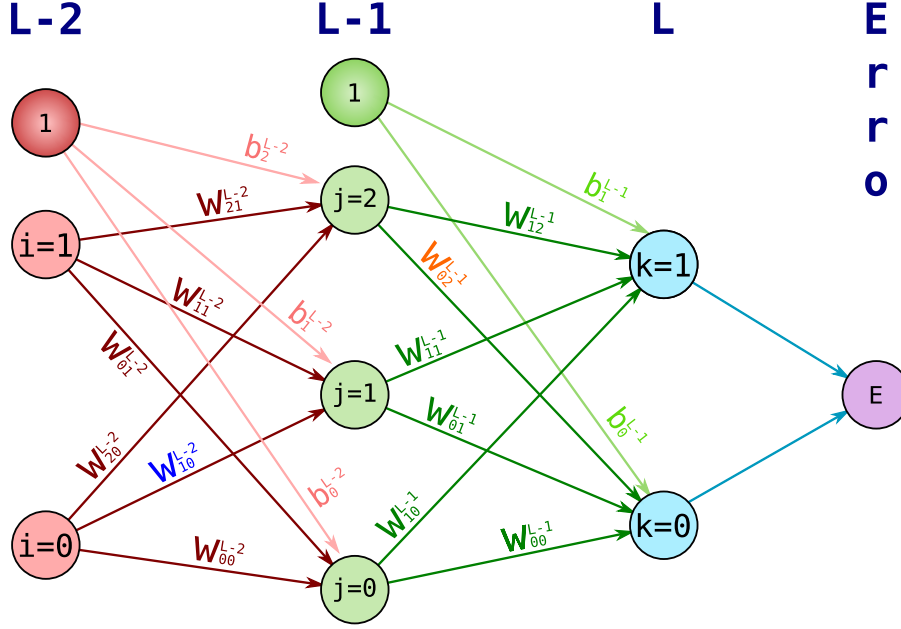 L-2 L-1 L E
r
r
o
1
i=1
i=0
1
j=2
j=1
j=0
k=1
k=0
E
b₂ᴸ⁻²
W₂₁ᴸ⁻²
W₁₁ᴸ⁻²
b₁ᴸ⁻²
W₀₁ᴸ⁻²
W₂₀ᴸ⁻²
W₁₀ᴸ⁻²
b₀ᴸ⁻²
W₀₀ᴸ⁻²
b₁ᴸ⁻¹
W₁₂ᴸ⁻¹
W₀₂ᴸ⁻¹
W₁₁ᴸ⁻¹
W₀₁ᴸ⁻¹
b₀ᴸ⁻¹
W₁₀ᴸ⁻¹
W₀₀ᴸ⁻¹